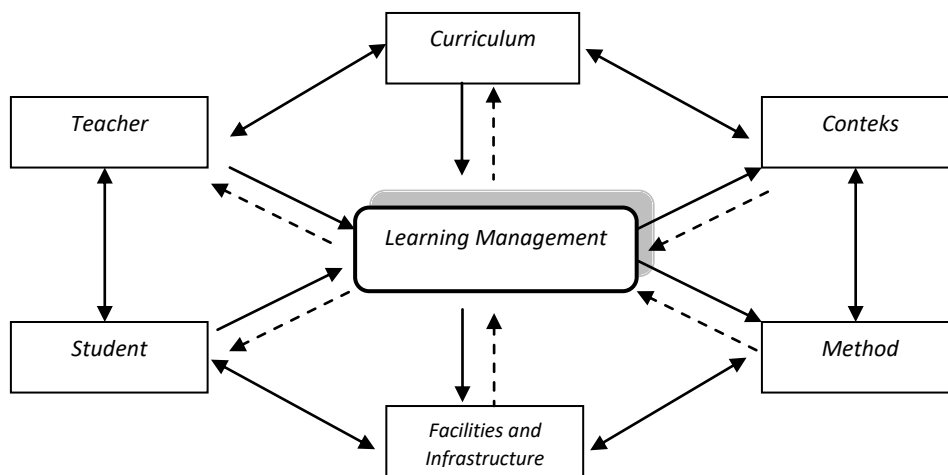 Curriculum
Teacher
Conteks
Learning Management
Student
Method
Facilities and
Infrastructure